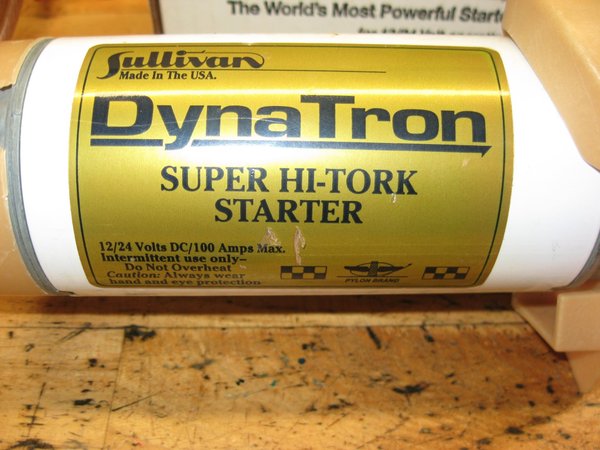 The World's Most Powerful
Sullivan
Made in The USA.
DynaTron
SUPER HI-TORK
STARTER
12/24 Volts DC/100 Amps Max.
Intermittent use only–
Do Not Overheat
Caution: Always wear
hand and eye protection
PYLON BRAND